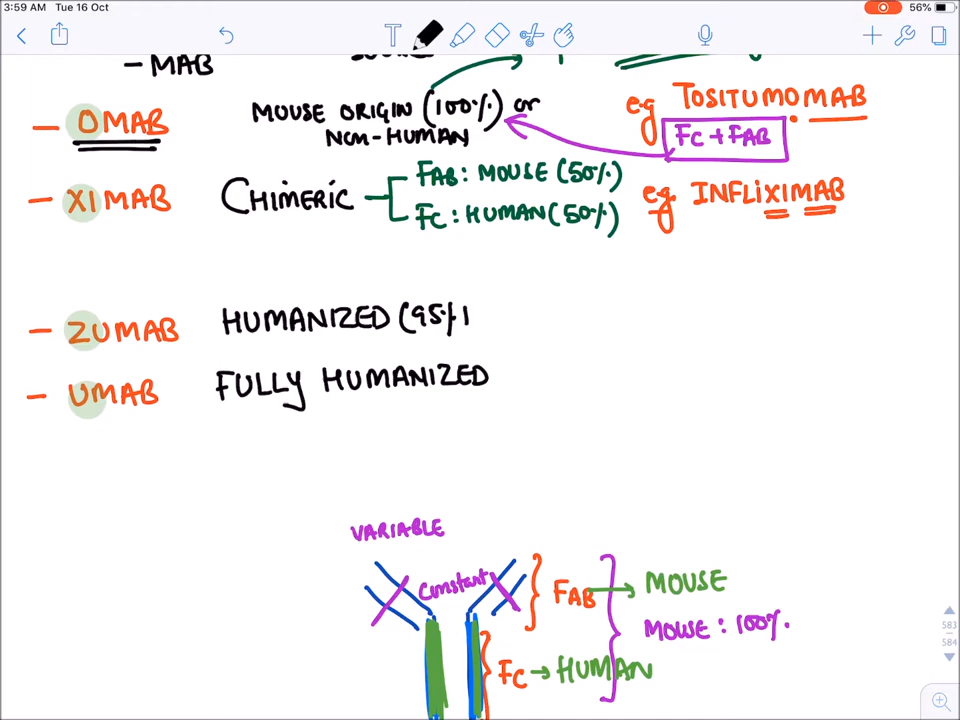 3:59 AM Tue 16 Oct
56%
- MAB
- OMAB MOUSE ORIGIN (100%) or NON-HUMAN
e.g TOSITUMOMAB
FC + FAB
- XIMAB CHIMERIC
FAB: MOUSE (50%)
FC: HUMAN (50%)
e.g. INFLIXIMAB
- ZUMAB HUMANIZED (95%
- UMAB FULLY HUMANIZED
VARIABLE
Constant
FAB → MOUSE
MOUSE : 100%.
FC → HUMAN
583
584